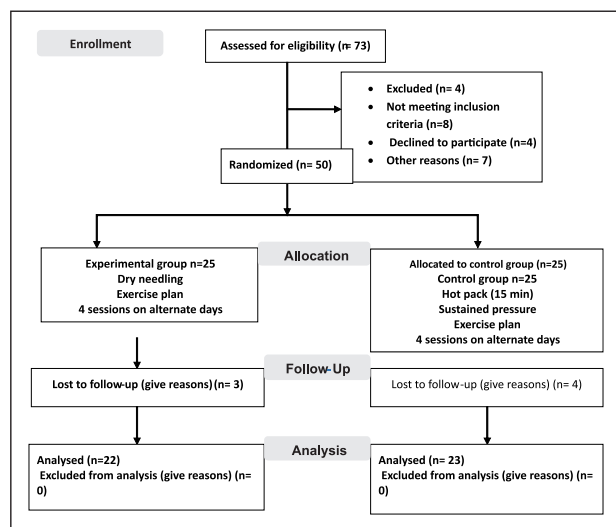 Enrollment
Assessed for eligibility (n= 73)
• Excluded (n= 4)
• Not meeting inclusion
criteria (n=8)
• Declined to participate (n=4)
• Other reasons (n= 7)
Randomized (n= 50)
Allocation
Experimental group n=25
Dry needling
Exercise plan
4 sessions on alternate days
Allocated to control group (n=25)
Control group n=25
Hot pack (15 min)
Sustained pressure
Exercise plan
4 sessions on alternate days
Follow-Up
Lost to follow-up (give reasons) (n= 3)
Lost to follow-up (give reasons) (n= 4)
Analysis
Analysed (n=22)
Excluded from analysis (give reasons) (n=
0)
Analysed (n= 23)
Excluded from analysis (give reasons) (n=
0)